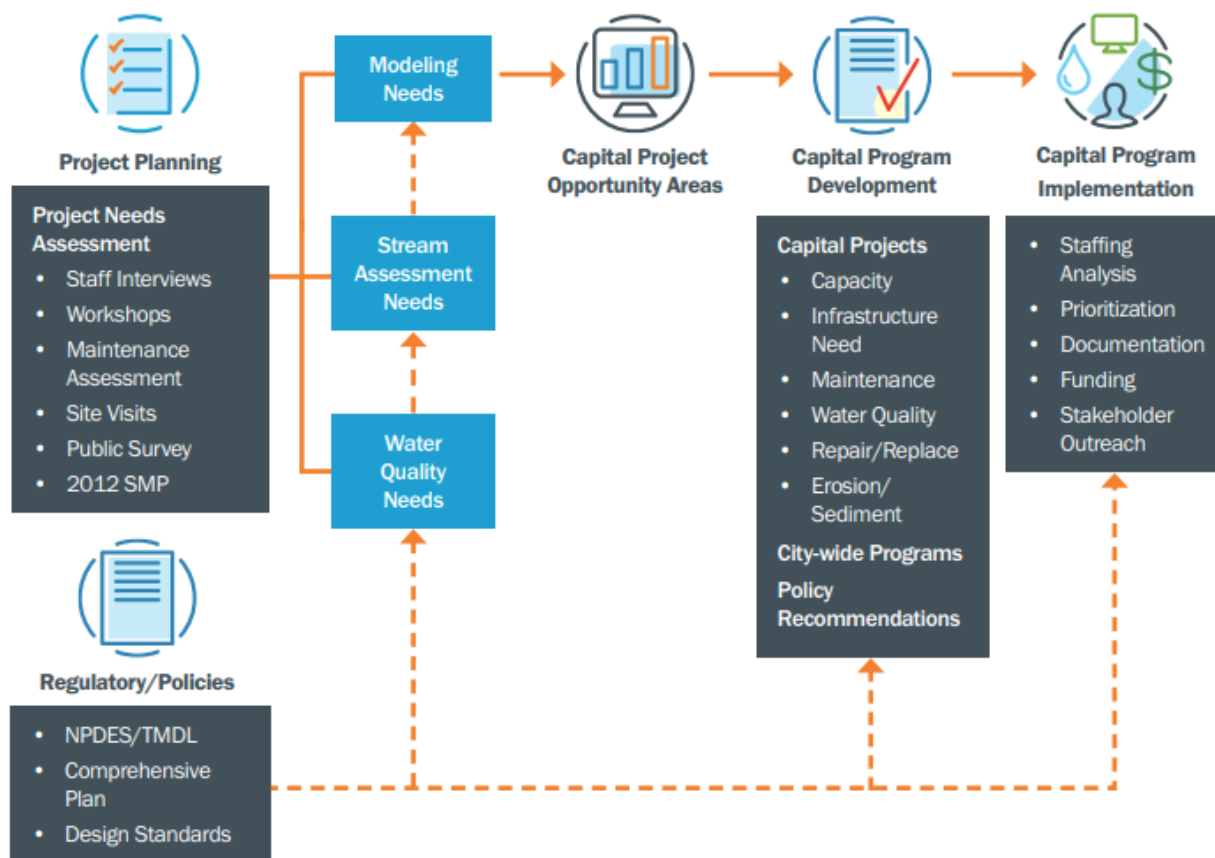 Project Planning
Project Needs
Assessment
• Staff Interviews
• Workshops
• Maintenance
Assessment
• Site Visits
• Public Survey
• 2012 SMP
Regulatory/Policies
• NPDES/TMDL
• Comprehensive
Plan
• Design Standards
Modeling
Needs
Stream
Assessment
Needs
Water
Quality
Needs
Capital Project
Opportunity Areas
Capital Program
Development
Capital Projects
• Capacity
• Infrastructure
Need
• Maintenance
• Water Quality
• Repair/Replace
• Erosion/
Sediment
City-wide Programs
Policy
Recommendations
Capital Program
Implementation
• Staffing
Analysis
• Prioritization
• Documentation
• Funding
• Stakeholder
Outreach
$